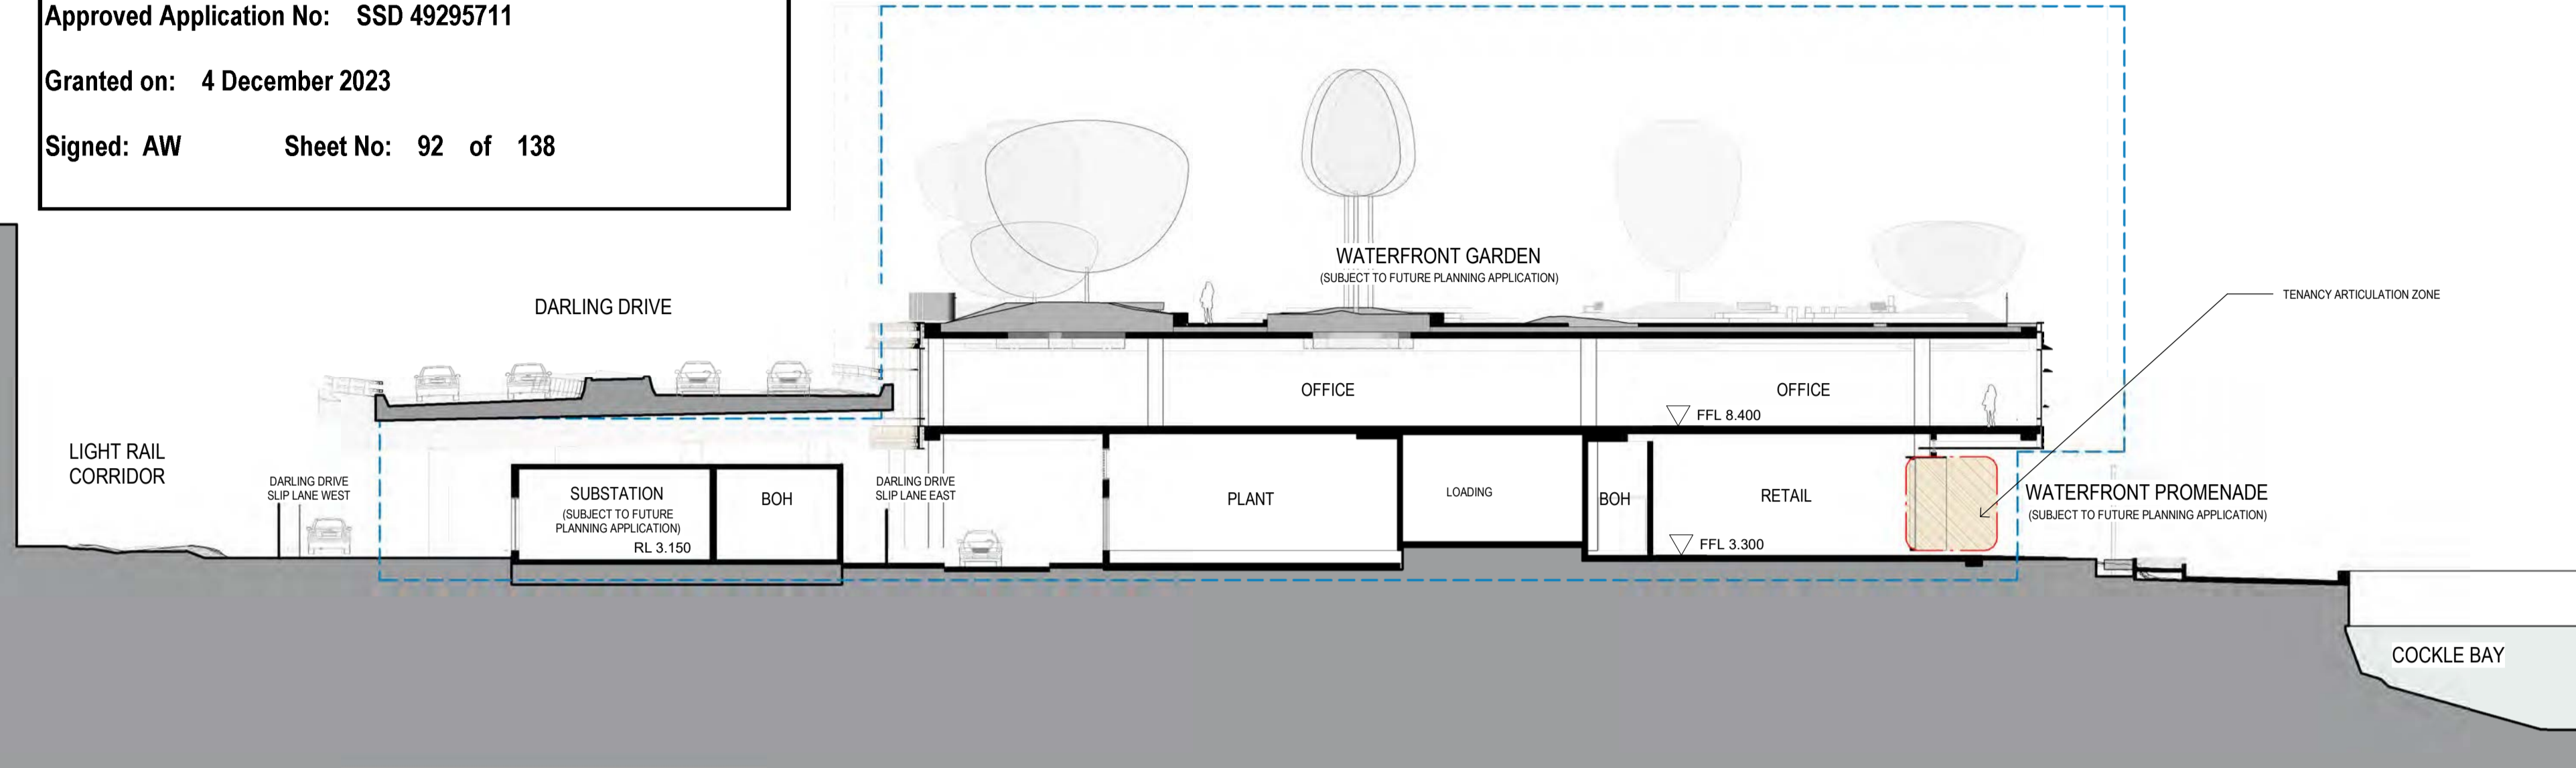 Approved Application No: SSD 49295711
Granted on: 4 December 2023
Signed: AW Sheet No: 92 of 138
WATERFRONT GARDEN
(SUBJECT TO FUTURE PLANNING APPLICATION)
DARLING DRIVE
TENANCY ARTICULATION ZONE
OFFICE
OFFICE
FFL 8.400
LIGHT RAIL
CORRIDOR
DARLING DRIVE
SLIP LANE WEST
SUBSTATION
(SUBJECT TO FUTURE
PLANNING APPLICATION)
RL 3.150
BOH
DARLING DRIVE
SLIP LANE EAST
PLANT
LOADING
BOH
RETAIL
FFL 3.300
WATERFRONT PROMENADE
(SUBJECT TO FUTURE PLANNING APPLICATION)
COCKLE BAY